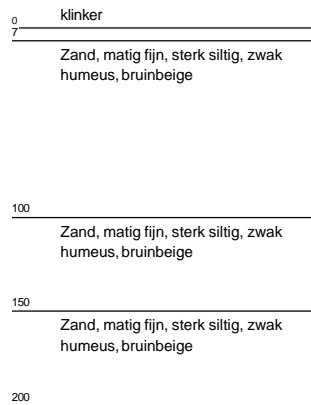 klinker
0
7
Zand, matig fijn, sterk siltig, zwak
humeus, bruinbeige
100
Zand, matig fijn, sterk siltig, zwak
humeus, bruinbeige
150
Zand, matig fijn, sterk siltig, zwak
humeus, bruinbeige
200